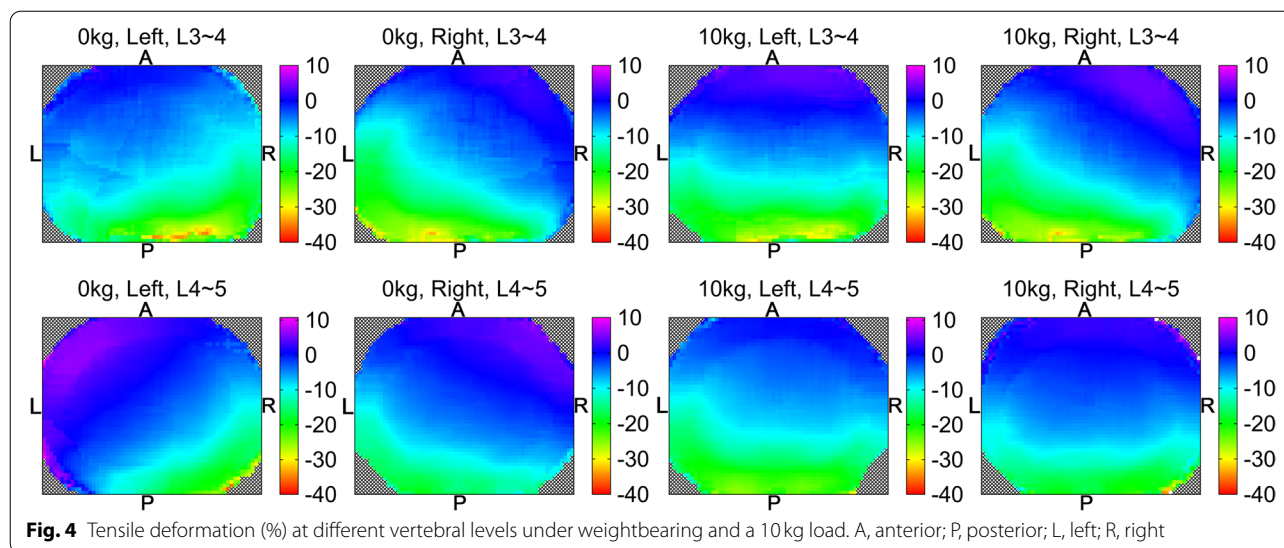 0kg, Left, L3~4 0kg, Right, L3~4 10kg, Left, L3~4 10kg, Right, L3~4
A A A A
10 10 10 10
0 0 0 0
-10 -10 -10 -10
L R L R L R L R
-20 -20 -20 -20
-30 -30 -30 -30
-40 -40 -40 -40
P P P P
0kg, Left, L4~5 0kg, Right, L4~5 10kg, Left, L4~5 10kg, Right, L4~5
A A A A
10 10 10 10
0 0 0 0
-10 -10 -10 -10
L R L R L R L R
-20 -20 -20 -20
-30 -30 -30 -30
-40 -40 -40 -40
P P P P
Fig. 4 Tensile deformation (%) at different vertebral levels under weightbearing and a 10 kg load. A, anterior; P, posterior; L, left; R, right